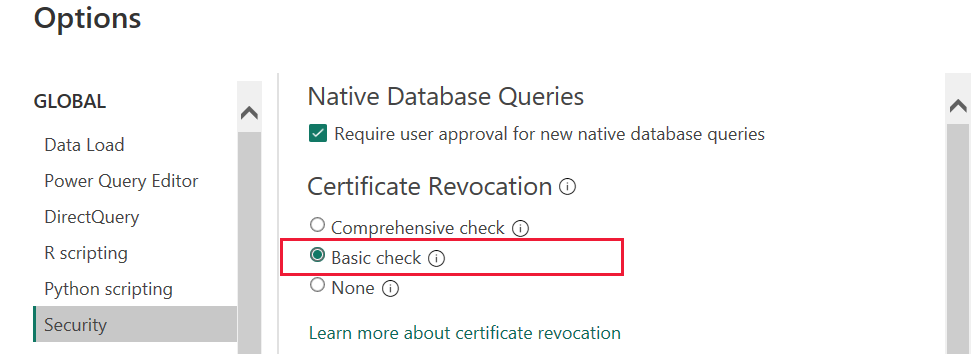 Options
GLOBAL
Data Load
Power Query Editor
DirectQuery
R scripting
Python scripting
Security
Native Database Queries
Require user approval for new native database queries
Certificate Revocation
Comprehensive check
Basic check
None
Learn more about certificate revocation